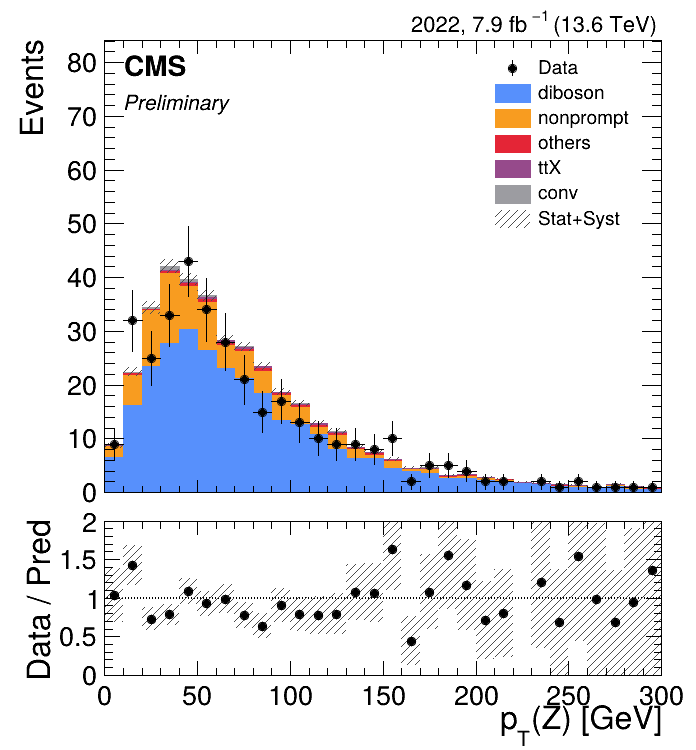 2022, 7.9 fb⁻¹ (13.6 TeV)
Events
CMS
Preliminary
Data
diboson
nonprompt
others
ttX
conv
Stat+Syst
80
70
60
50
40
30
20
10
0
Data / Pred
2
1.5
1
0.5
0
0 50 100 150 200 250 300
p_T(Z) [GeV]